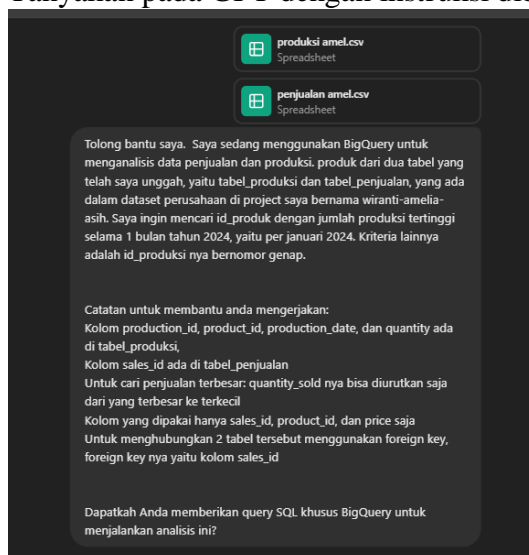 produksi amel.csv
Spreadsheet
penjualan amel.csv
Spreadsheet
Tolong bantu saya. Saya sedang menggunakan BigQuery untuk
menganalisis data penjualan dan produksi. produk dari dua tabel yang
telah saya unggah, yaitu tabel_produksi dan tabel_penjualan, yang ada
dalam dataset perusahaan di project saya bernama wiranti-amelia-
asih. Saya ingin mencari id_produk dengan jumlah produksi tertinggi
selama 1 bulan tahun 2024, yaitu per januari 2024. Kriteria lainnya
adalah id_produksi nya bernomor genap.
Catatan untuk membantu anda mengerjakan:
Kolom production_id, product_id, production_date, dan quantity ada
di tabel_produksi,
Kolom sales_id ada di tabel_penjualan
Untuk cari penjualan terbesar: quantity_sold nya bisa diurutkan saja
dari yang terbesar ke terkecil
Kolom yang dipakai hanya sales_id, product_id, dan price saja
Untuk menghubungkan 2 tabel tersebut menggunakan foreign key,
foreign key nya yaitu kolom sales_id
Dapatkah Anda memberikan query SQL khusus BigQuery untuk
menjalankan analisis ini?